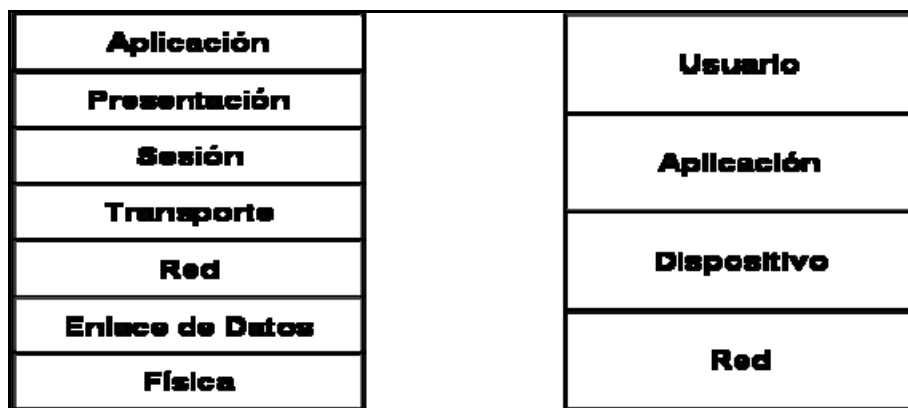 Aplicación
Presentación
Sesión
Transporte
Red
Enlace de Datos
Física
Usuario
Aplicación
Dispositivo
Red